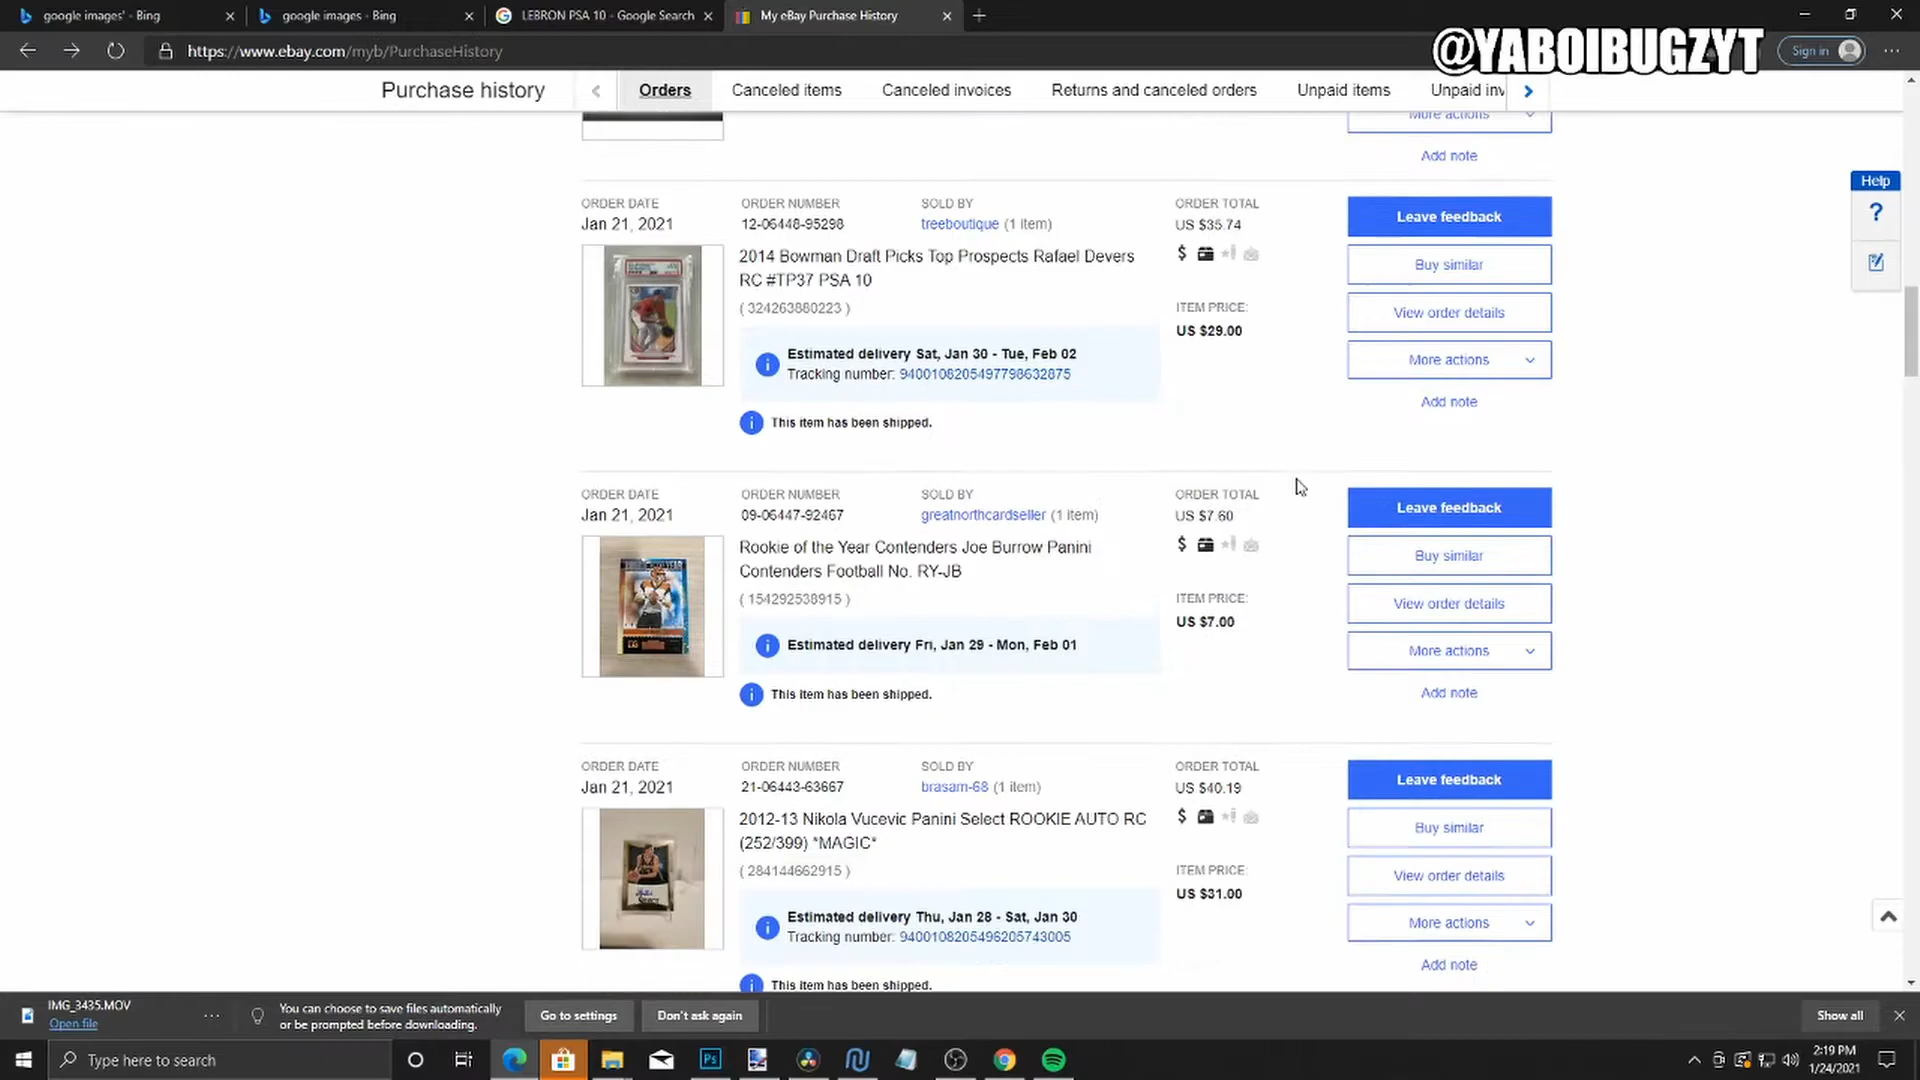 google images' - Bing
google images - Bing
LEBRON PSA 10 - Google Search
My eBay Purchase History
https://www.ebay.com/myb/PurchaseHistory
@YABOIBUGZYT
Sign in
Purchase history
Orders
Canceled items
Canceled invoices
Returns and canceled orders
Unpaid items
Unpaid inv
More actions
Add note
Help
?
ORDER DATE
Jan 21, 2021
ORDER NUMBER
12-06448-95298
SOLD BY
treeboutique (1 item)
ORDER TOTAL
US $35.74
2014 Bowman Draft Picks Top Prospects Rafael Devers
RC #TP37 PSA 10
( 324263880223 )
ITEM PRICE:
US $29.00
Estimated delivery Sat, Jan 30 - Tue, Feb 02
Tracking number: 9400108205497798632875
This item has been shipped.
Leave feedback
Buy similar
View order details
More actions
Add note
ORDER DATE
Jan 21, 2021
ORDER NUMBER
09-06447-92467
SOLD BY
greatnorthcardseller (1 item)
ORDER TOTAL
US $7.60
Rookie of the Year Contenders Joe Burrow Panini
Contenders Football No. RY-JB
( 154292538915 )
ITEM PRICE:
US $7.00
Estimated delivery Fri, Jan 29 - Mon, Feb 01
This item has been shipped.
Leave feedback
Buy similar
View order details
More actions
Add note
ORDER DATE
Jan 21, 2021
ORDER NUMBER
21-06443-63667
SOLD BY
brasam-68 (1 item)
ORDER TOTAL
US $40.19
2012-13 Nikola Vucevic Panini Select ROOKIE AUTO RC
(252/399) *MAGIC*
( 284144662915 )
ITEM PRICE:
US $31.00
Estimated delivery Thu, Jan 28 - Sat, Jan 30
Tracking number: 9400108205496205743005
This item has been shipped.
Leave feedback
Buy similar
View order details
More actions
Add note
IMG_3435.MOV
Open file
You can choose to save files automatically
or be prompted before downloading.
Go to settings
Don't ask again
Show all
Type here to search
2:19 PM
1/24/2021